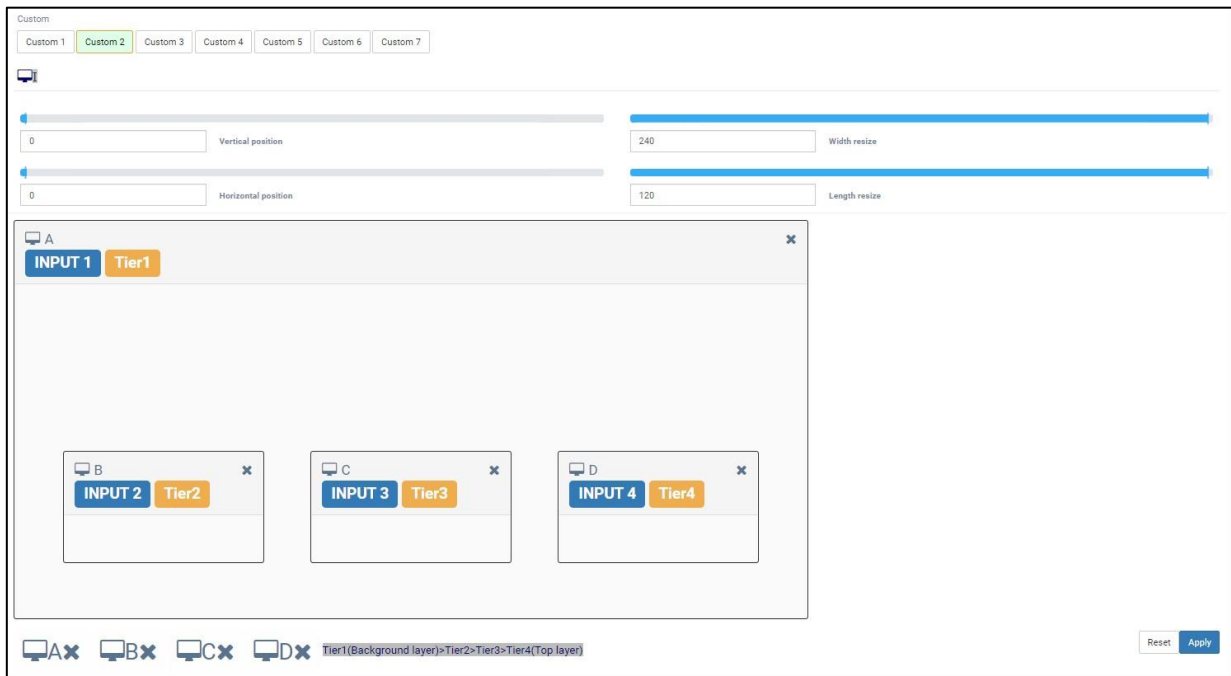 Custom
Custom 1 Custom 2 Custom 3 Custom 4 Custom 5 Custom 6 Custom 7
I
0 Vertical position 240 Width resize
0 Horizontal position 120 Length resize
A
INPUT 1 Tier1
B C D
INPUT 2 Tier2 INPUT 3 Tier3 INPUT 4 Tier4
A B C D Tier1(Background layer)>Tier2>Tier3>Tier4(Top layer) Reset Apply